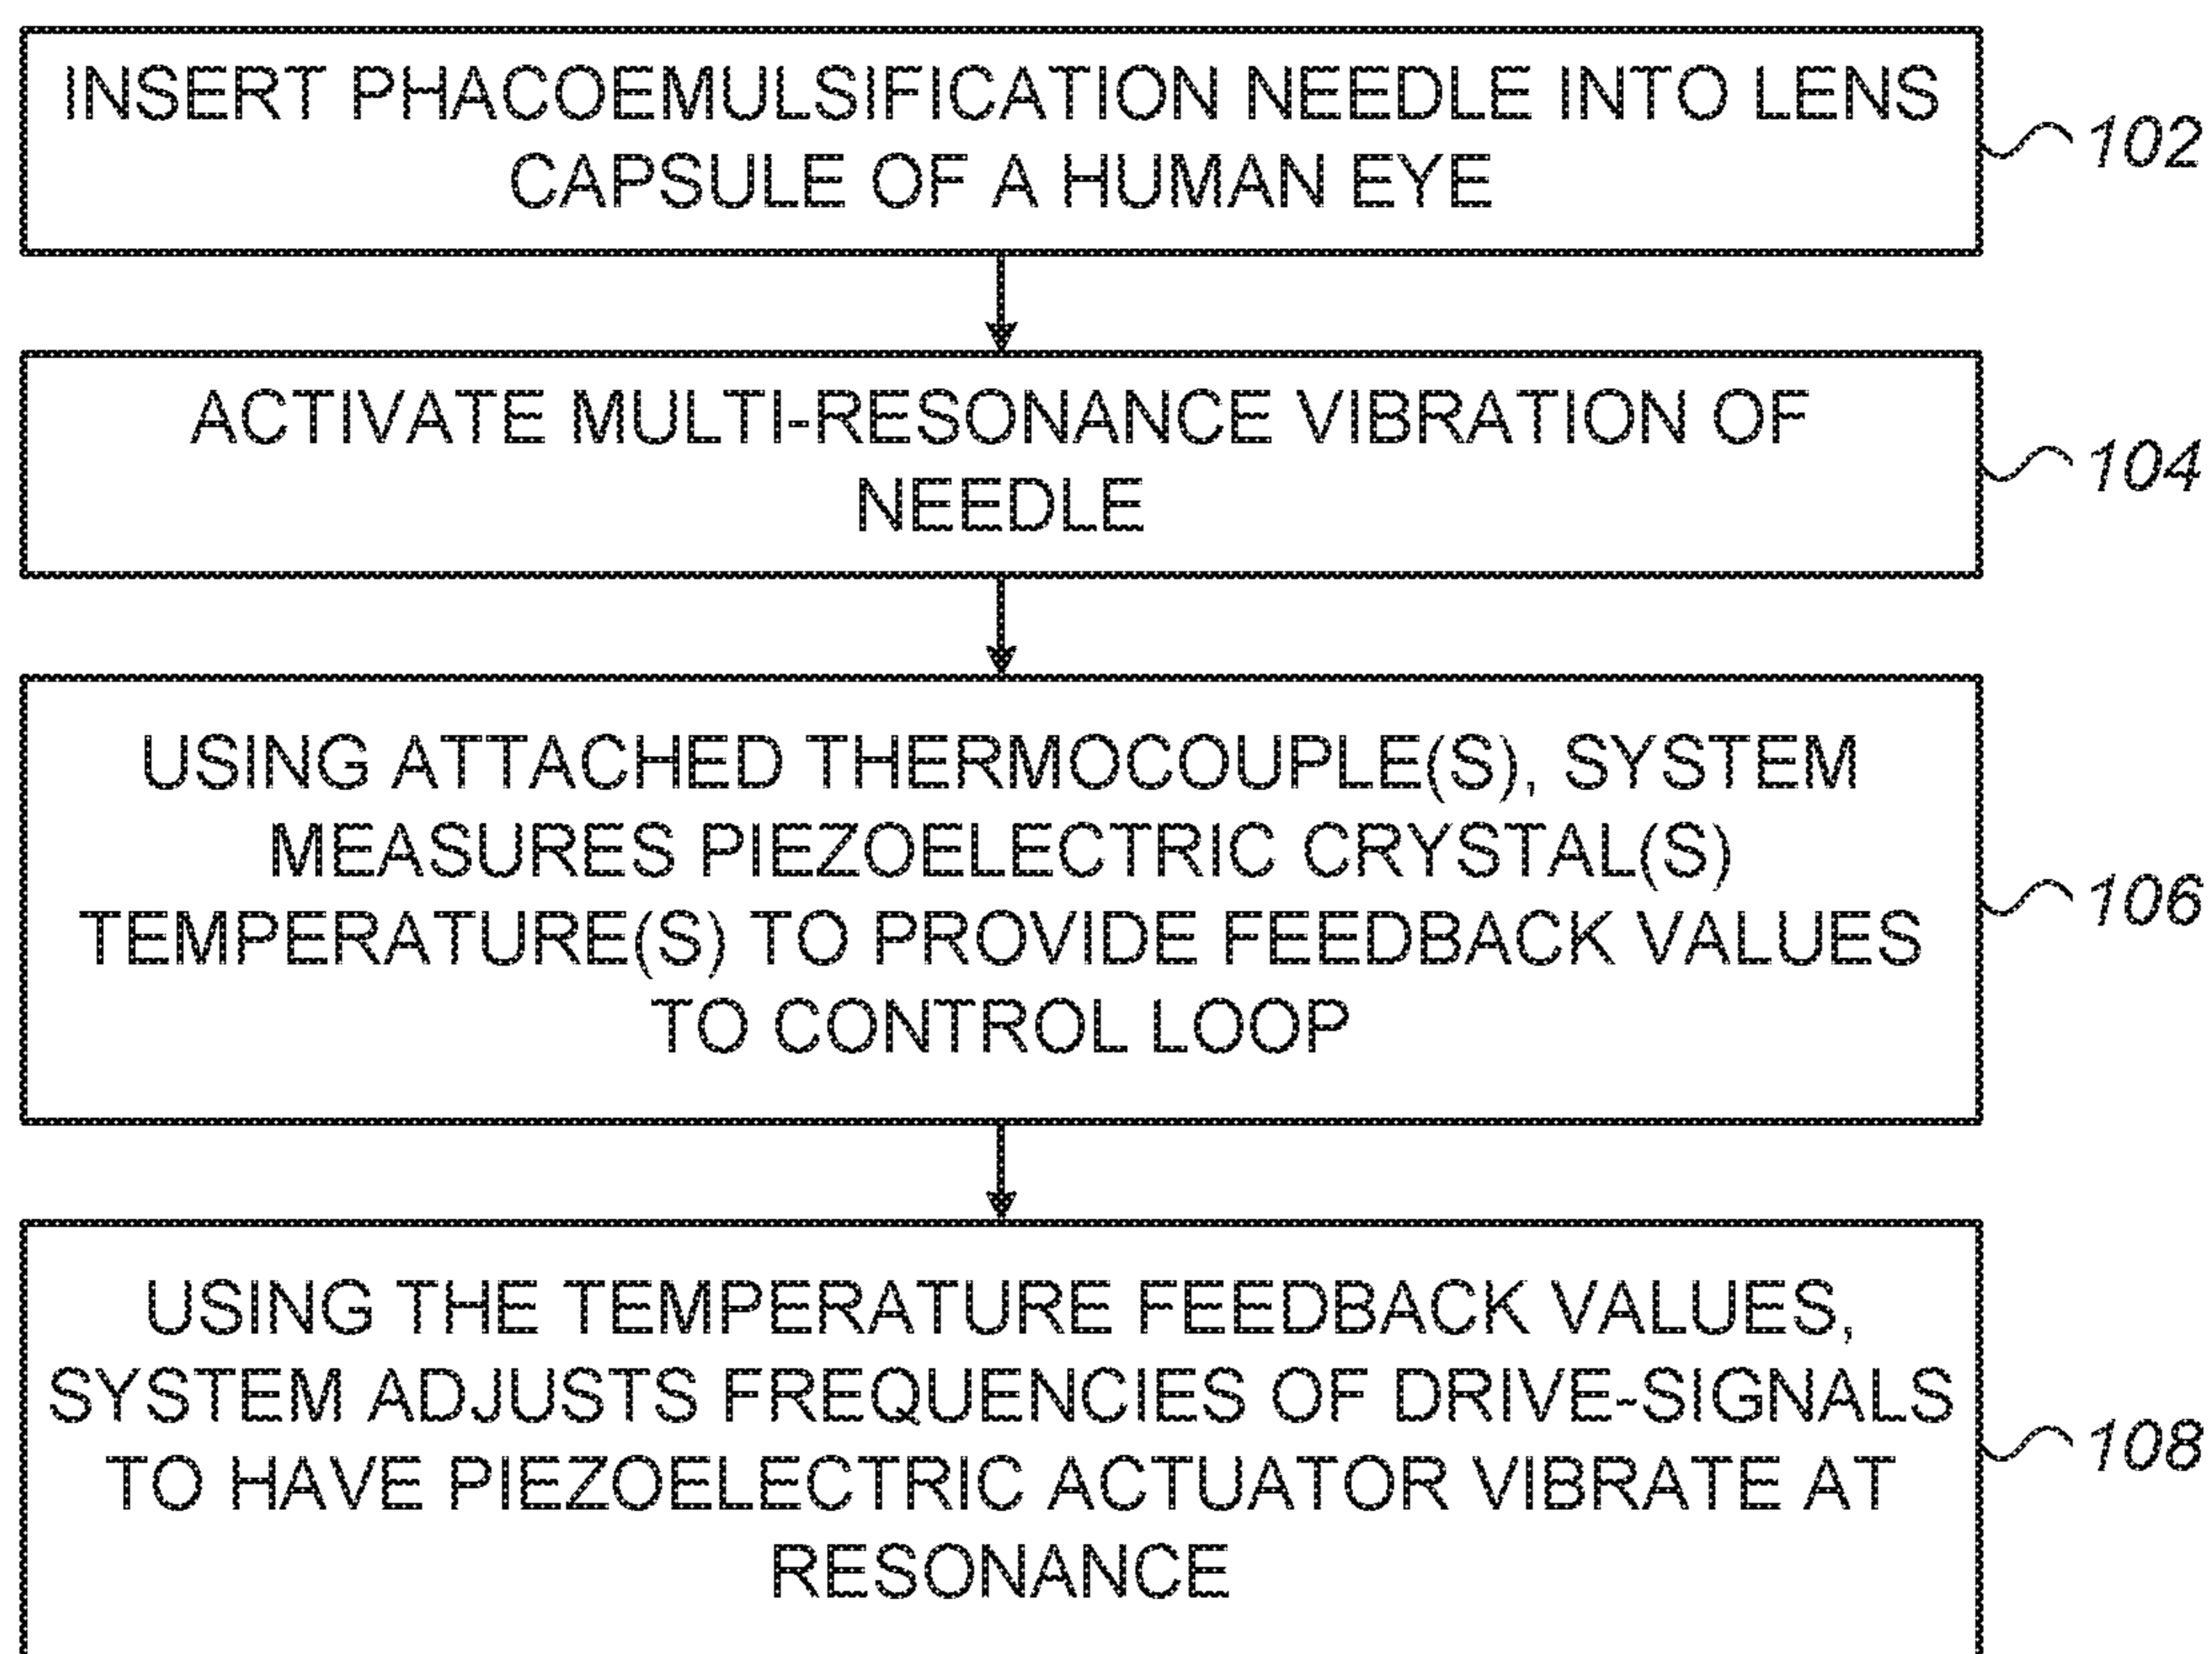 INSERT PHACOEMULSIFICATION NEEDLE INTO LENS
CAPSULE OF A HUMAN EYE
102
ACTIVATE MULTI-RESONANCE VIBRATION OF
NEEDLE
104
USING ATTACHED THERMOCOUPLE(S), SYSTEM
MEASURES PIEZOELECTRIC CRYSTAL(S)
TEMPERATURE(S) TO PROVIDE FEEDBACK VALUES
TO CONTROL LOOP
106
USING THE TEMPERATURE FEEDBACK VALUES,
SYSTEM ADJUSTS FREQUENCIES OF DRIVE-SIGNALS
TO HAVE PIEZOELECTRIC ACTUATOR VIBRATE AT
RESONANCE
108